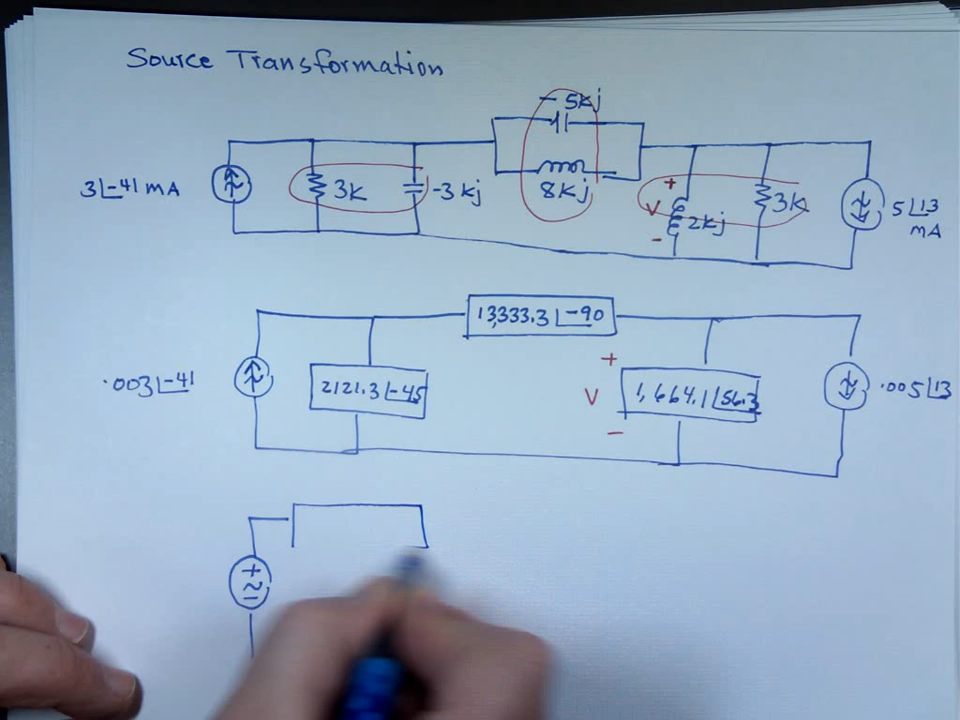 Source Transformation
-5kj
3∠-41 mA
3K
-3kj
8kj
+
V
-
2kj
3K
5∠13
mA
13,333.3∠-90
.003∠-41
2121.3∠-45
+
V
-
1,664.1∠56.3
.005∠13
+
~
-